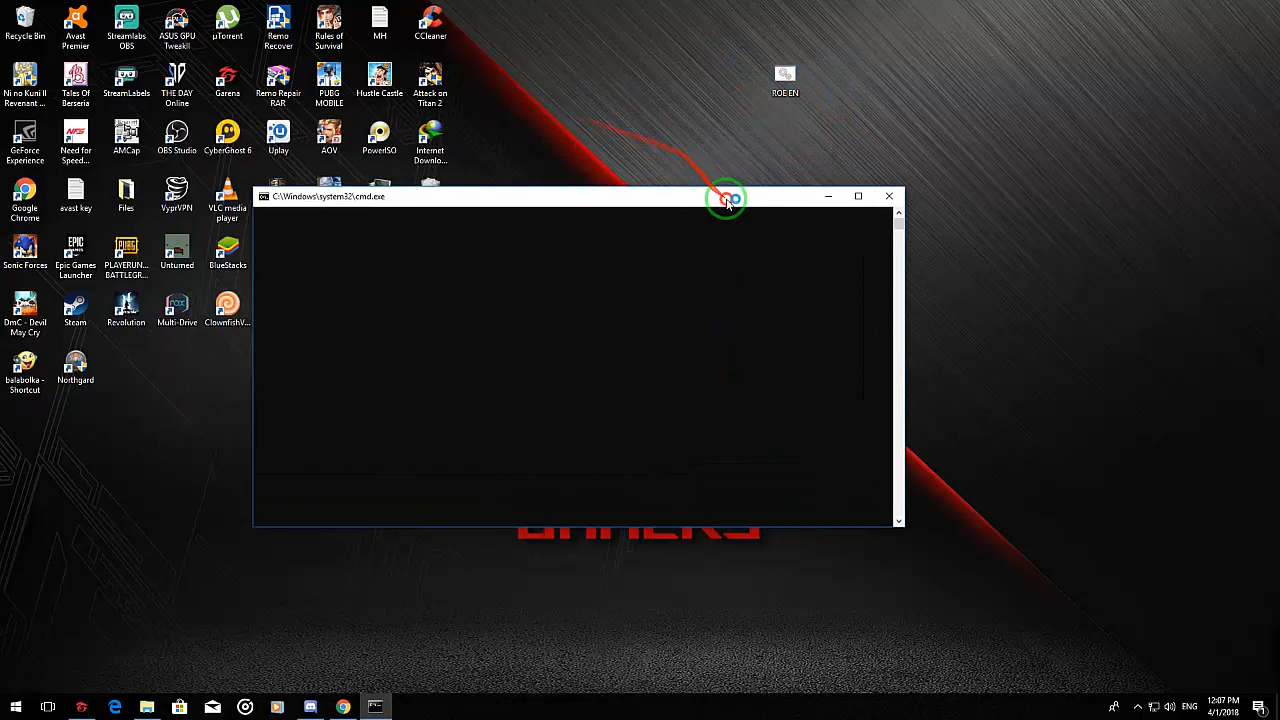 Recycle Bin
Avast
Premier
Streamlabs
OBS
ASUS GPU
TweakII
µTorrent
Remo
Recover
Rules of
Survival
MH
CCleaner
ROE EN
Ni no Kuni II
Revenant ...
Tales Of
Berseria
StreamLabels
THE DAY
Online
Garena
Remo Repair
RAR
PUBG
MOBILE
Hustle Castle
Attack on
Titan 2
GeForce
Experience
Need for
Speed...
AMCap
OBS Studio
CyberGhost 6
Uplay
AOV
PowerISO
Internet
Downlo...
Google
Chrome
avast key
Files
VyprVPN
VLC media
player
C:\Windows\system32\cmd.exe
Sonic Forces
Epic Games
Launcher
PLAYERUN...
BATTLEGR...
Unturned
BlueStacks
DmC - Devil
May Cry
Steam
Revolution
Multi-Drive
ClownfishV...
balabolka -
Shortcut
Northgard
ENG
12:07 PM
4/1/2018